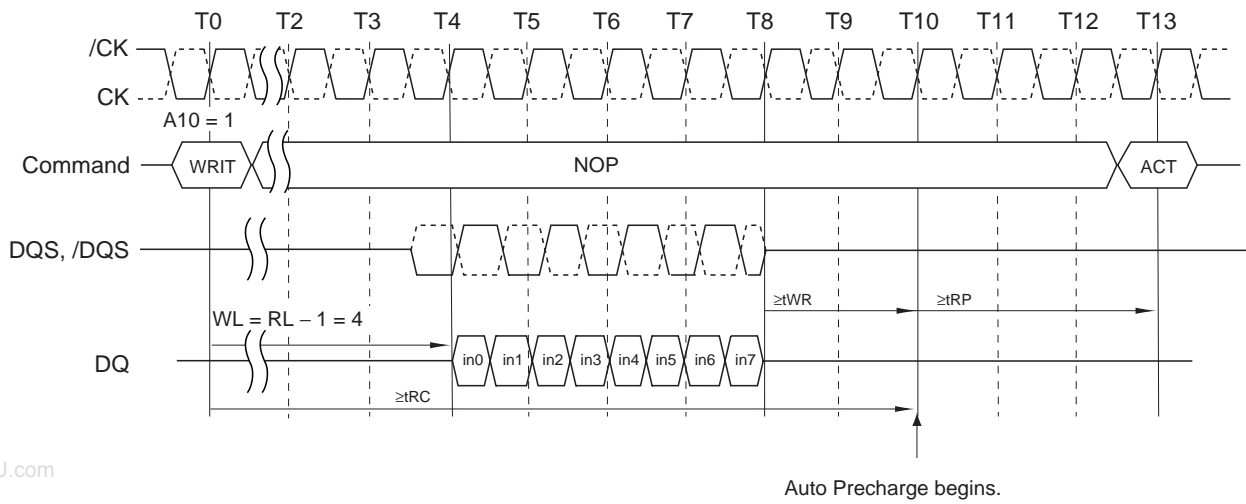 T0 T2 T3 T4 T5 T6 T7 T8 T9 T10 T11 T12 T13
/CK
CK
A10 = 1
Command WRIT NOP ACT
DQS, /DQS
≥tWR ≥tRP
WL = RL – 1 = 4
DQ in0 in1 in2 in3 in4 in5 in6 in7
≥tRC
U.com
Auto Precharge begins.